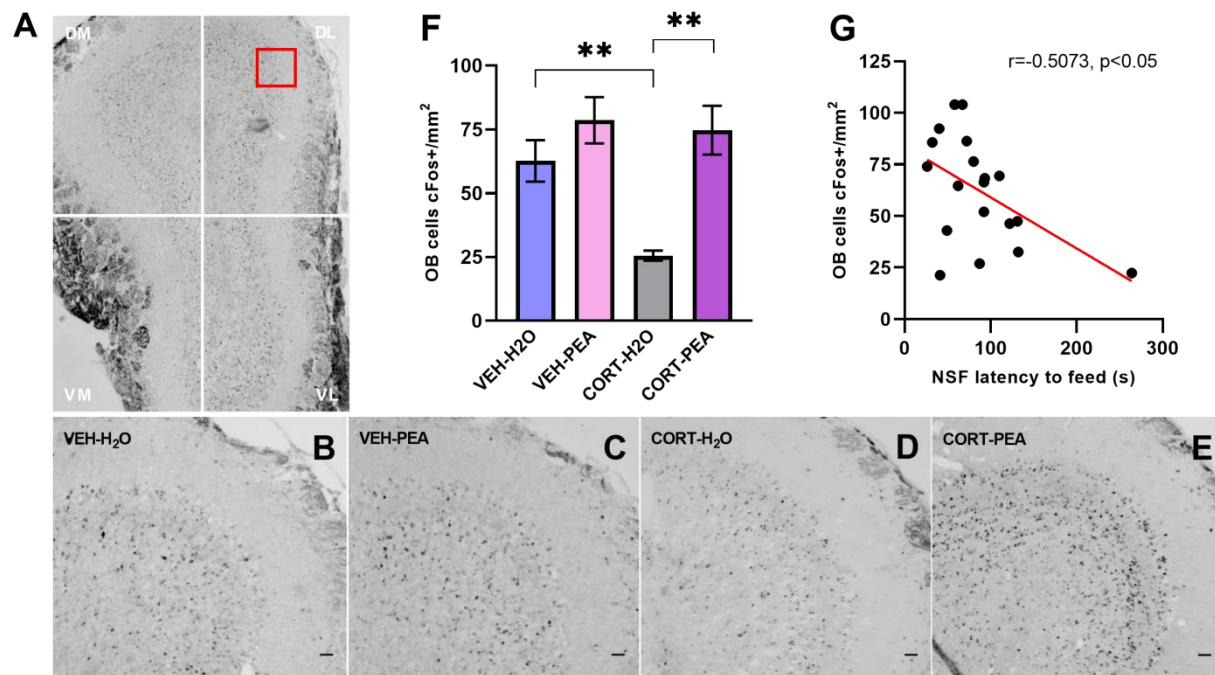 A
DM
DL
VM
VL
F
**
**
OB cells cFos+/mm²
100
75
50
25
0
VEH-H2O
VEH-PEA
CORT-H2O
CORT-PEA
G
r=-0.5073, p<0.05
OB cells cFos+/mm²
125
100
75
50
25
0
0 100 200 300
NSF latency to feed (s)
VEH-H₂O
B
VEH-PEA
C
CORT-H₂O
D
CORT-PEA
E